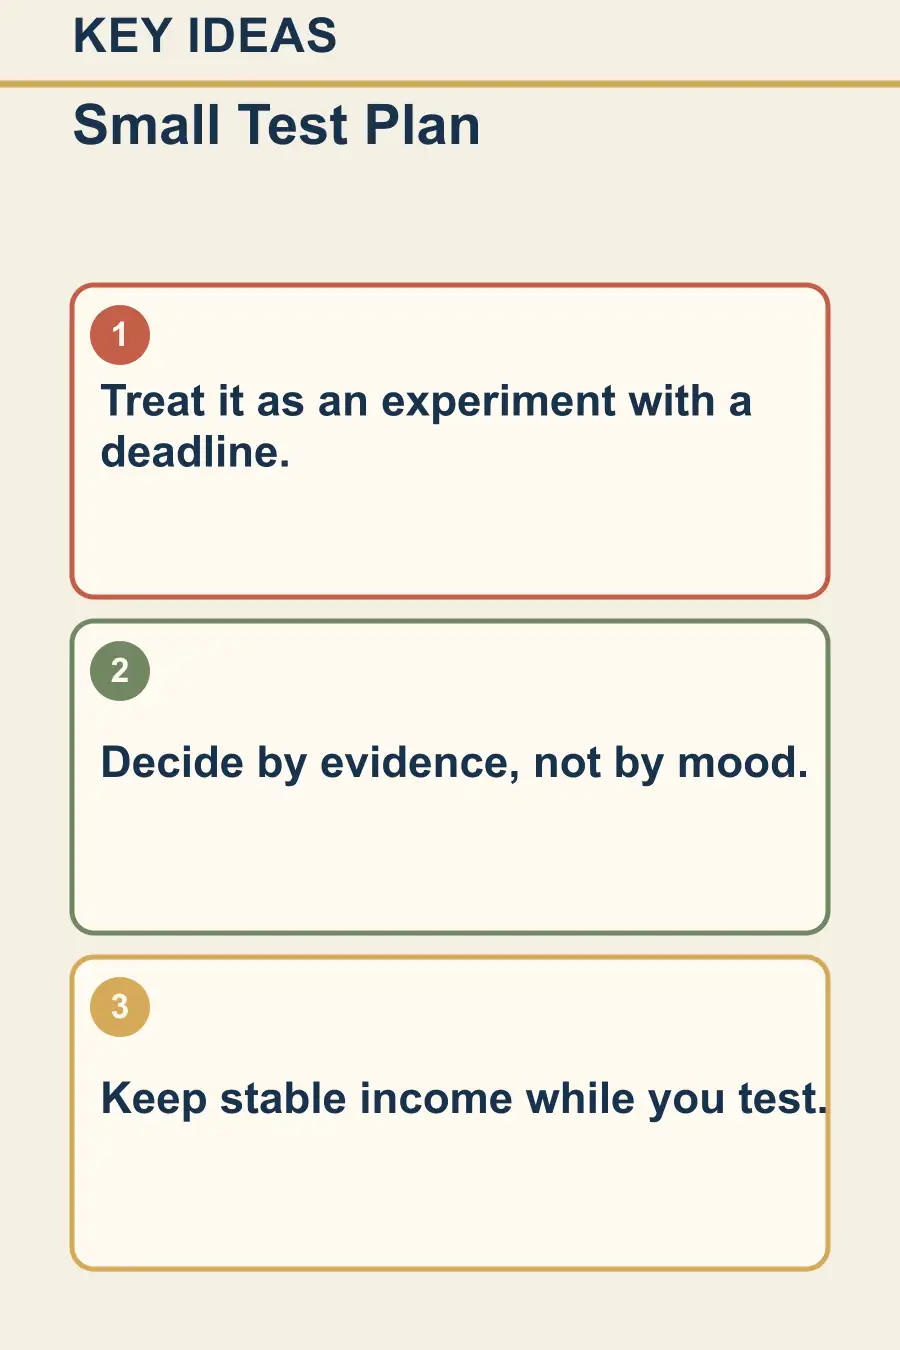 KEY IDEAS
Small Test Plan
1
Treat it as an experiment with a
deadline.
2
Decide by evidence, not by mood.
3
Keep stable income while you test.